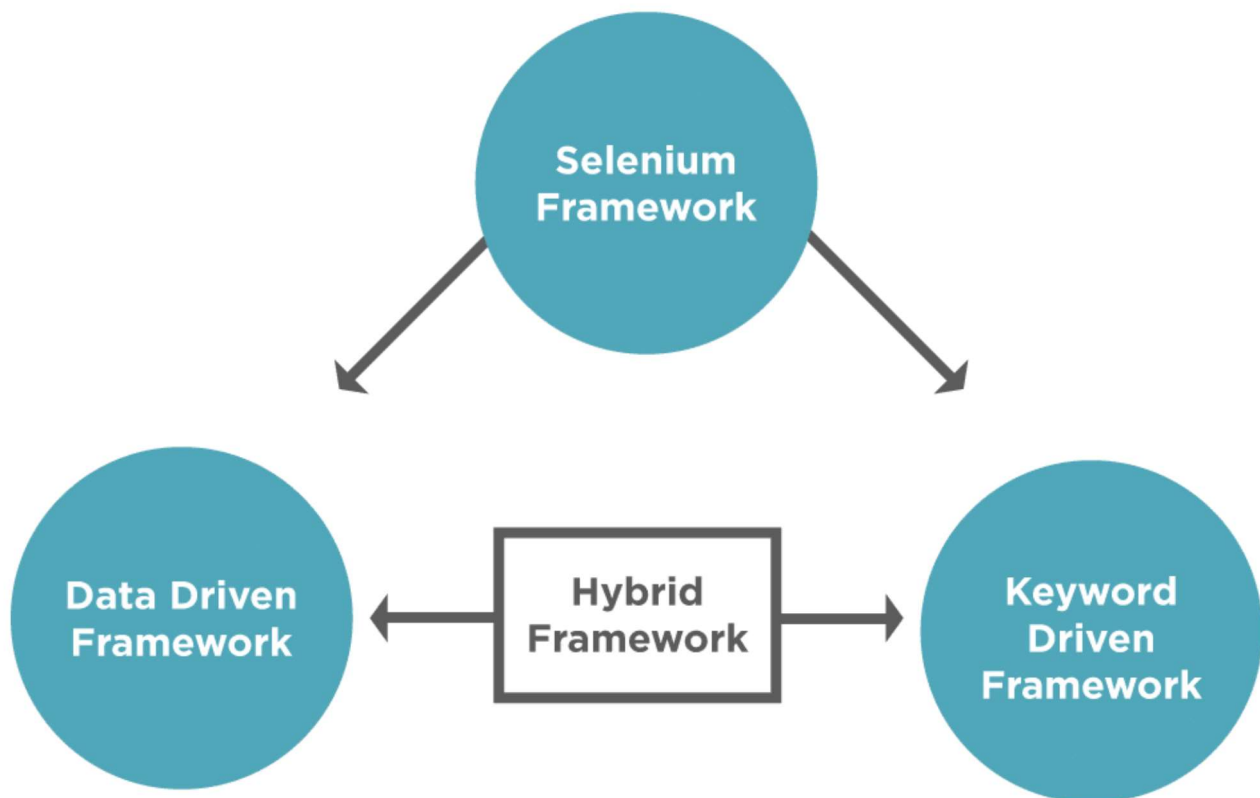 Selenium
Framework
Data Driven
Framework
Hybrid
Framework
Keyword
Driven
Framework